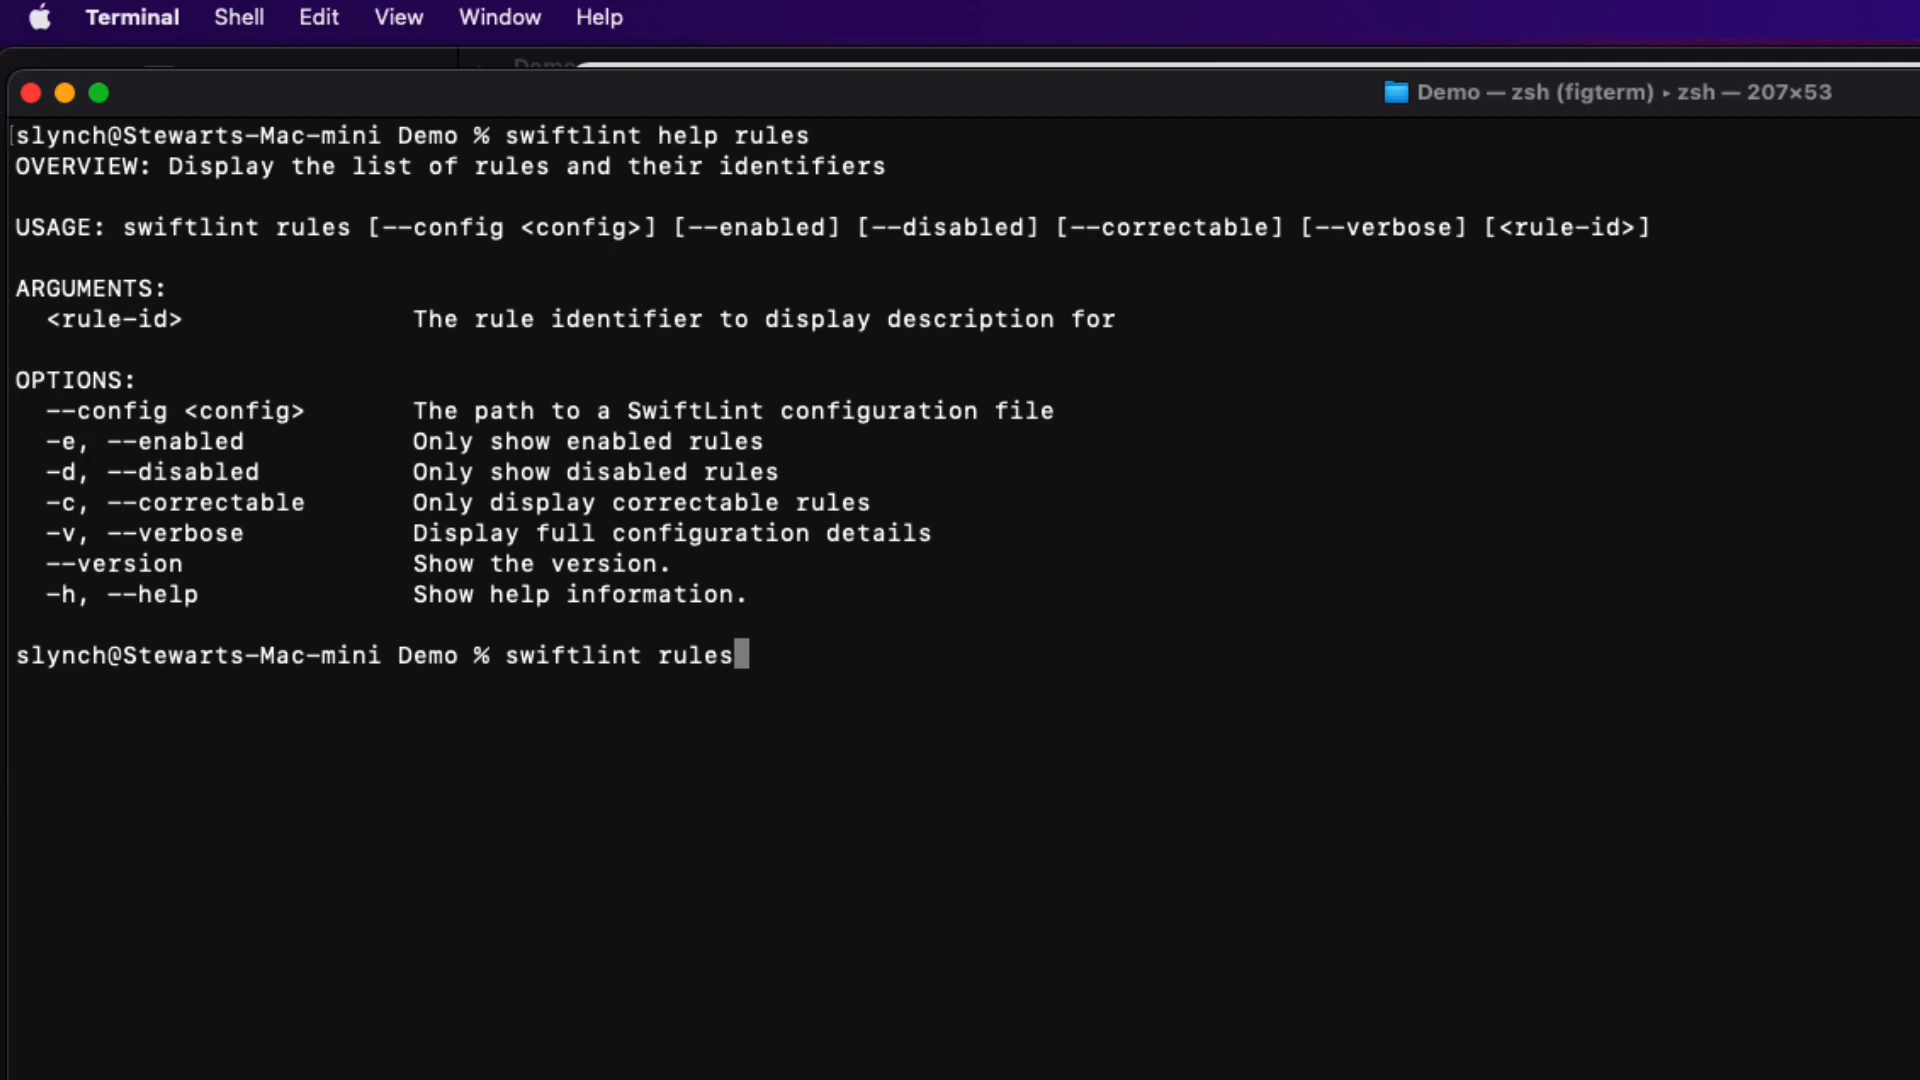 Terminal Shell Edit View Window Help
Demo
Demo — zsh (figterm) ▸ zsh — 207×53
[slynch@Stewarts-Mac-mini Demo % swiftlint help rules
OVERVIEW: Display the list of rules and their identifiers
USAGE: swiftlint rules [--config <config>] [--enabled] [--disabled] [--correctable] [--verbose] [<rule-id>]
ARGUMENTS:
<rule-id> The rule identifier to display description for
OPTIONS:
--config <config> The path to a SwiftLint configuration file
-e, --enabled Only show enabled rules
-d, --disabled Only show disabled rules
-c, --correctable Only display correctable rules
-v, --verbose Display full configuration details
--version Show the version.
-h, --help Show help information.
slynch@Stewarts-Mac-mini Demo % swiftlint rules